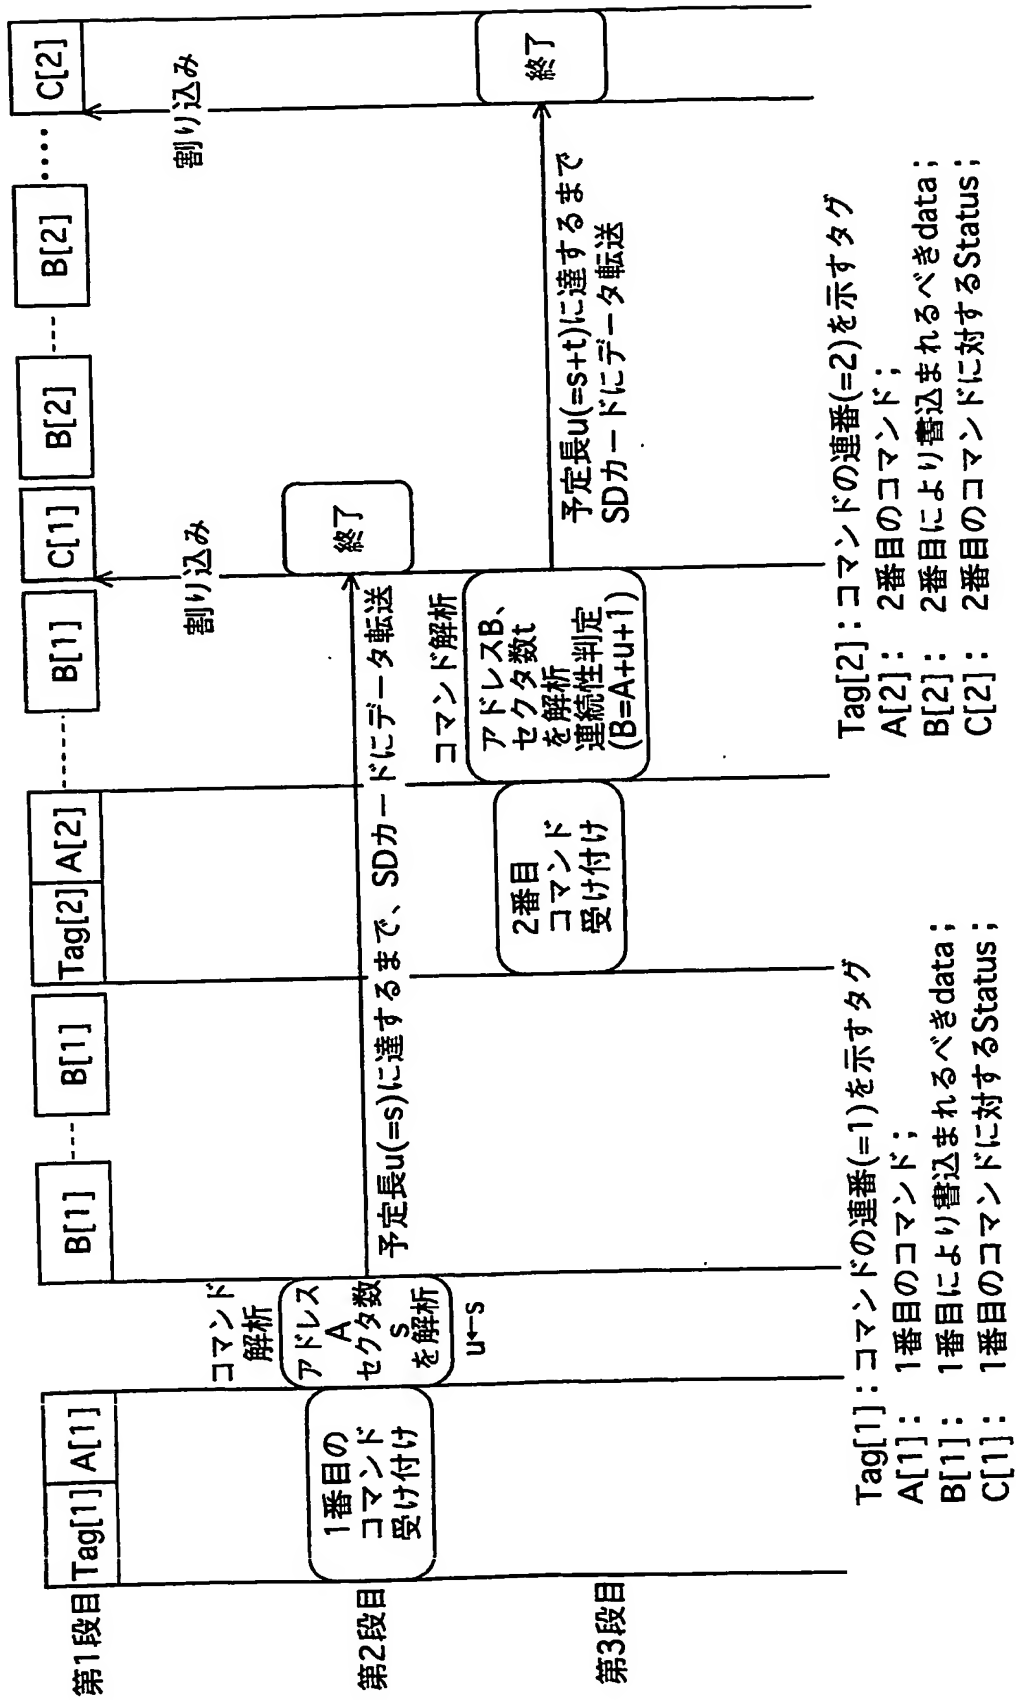 第1段目
Tag[1] A[1]
B[1]
B[1]
Tag[2] A[2]
B[1]
C[1]
B[2]
B[2]
C[2]
第2段目
1番目の
コマンド
受け付け
コマンド
解析
アドレス
A
セクタ数
s
を解析
u←s
予定長u(=s)に達するまで、SDカードにデータ転送
終了
割り込み
割り込み
第3段目
2番目
コマンド
受け付け
コマンド解析
アドレスB、
セクタ数t
を解析
連続性判定
(B=A+u+1)
予定長u(=s+t)に達するまで
SDカードにデータ転送
終了
Tag[1]:コマンドの連番(=1)を示すタグ
A[1]: 1番目のコマンド;
B[1]: 1番目により書込まれるべきdata;
C[1]: 1番目のコマンドに対するStatus;
Tag[2]:コマンドの連番(=2)を示すタグ
A[2]: 2番目のコマンド;
B[2]: 2番目により書込まれるべきdata;
C[2]: 2番目のコマンドに対するStatus;